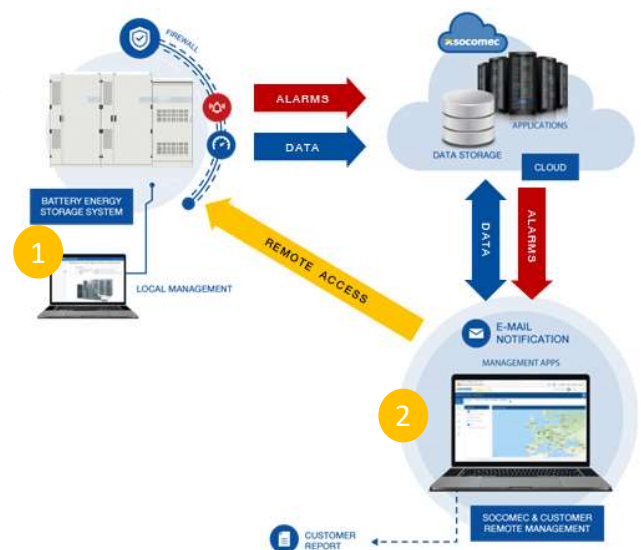 FIREWALL
socomec
ALARMS
DATA
APPLICATIONS
DATA STORAGE
CLOUD
BATTERY ENERGY
STORAGE SYSTEM
1
LOCAL MANAGEMENT
REMOTE ACCESS
DATA
ALARMS
E-MAIL
NOTIFICATION
MANAGEMENT APPS
2
SOCOMEC & CUSTOMER
REMOTE MANAGEMENT
CUSTOMER
REPORT